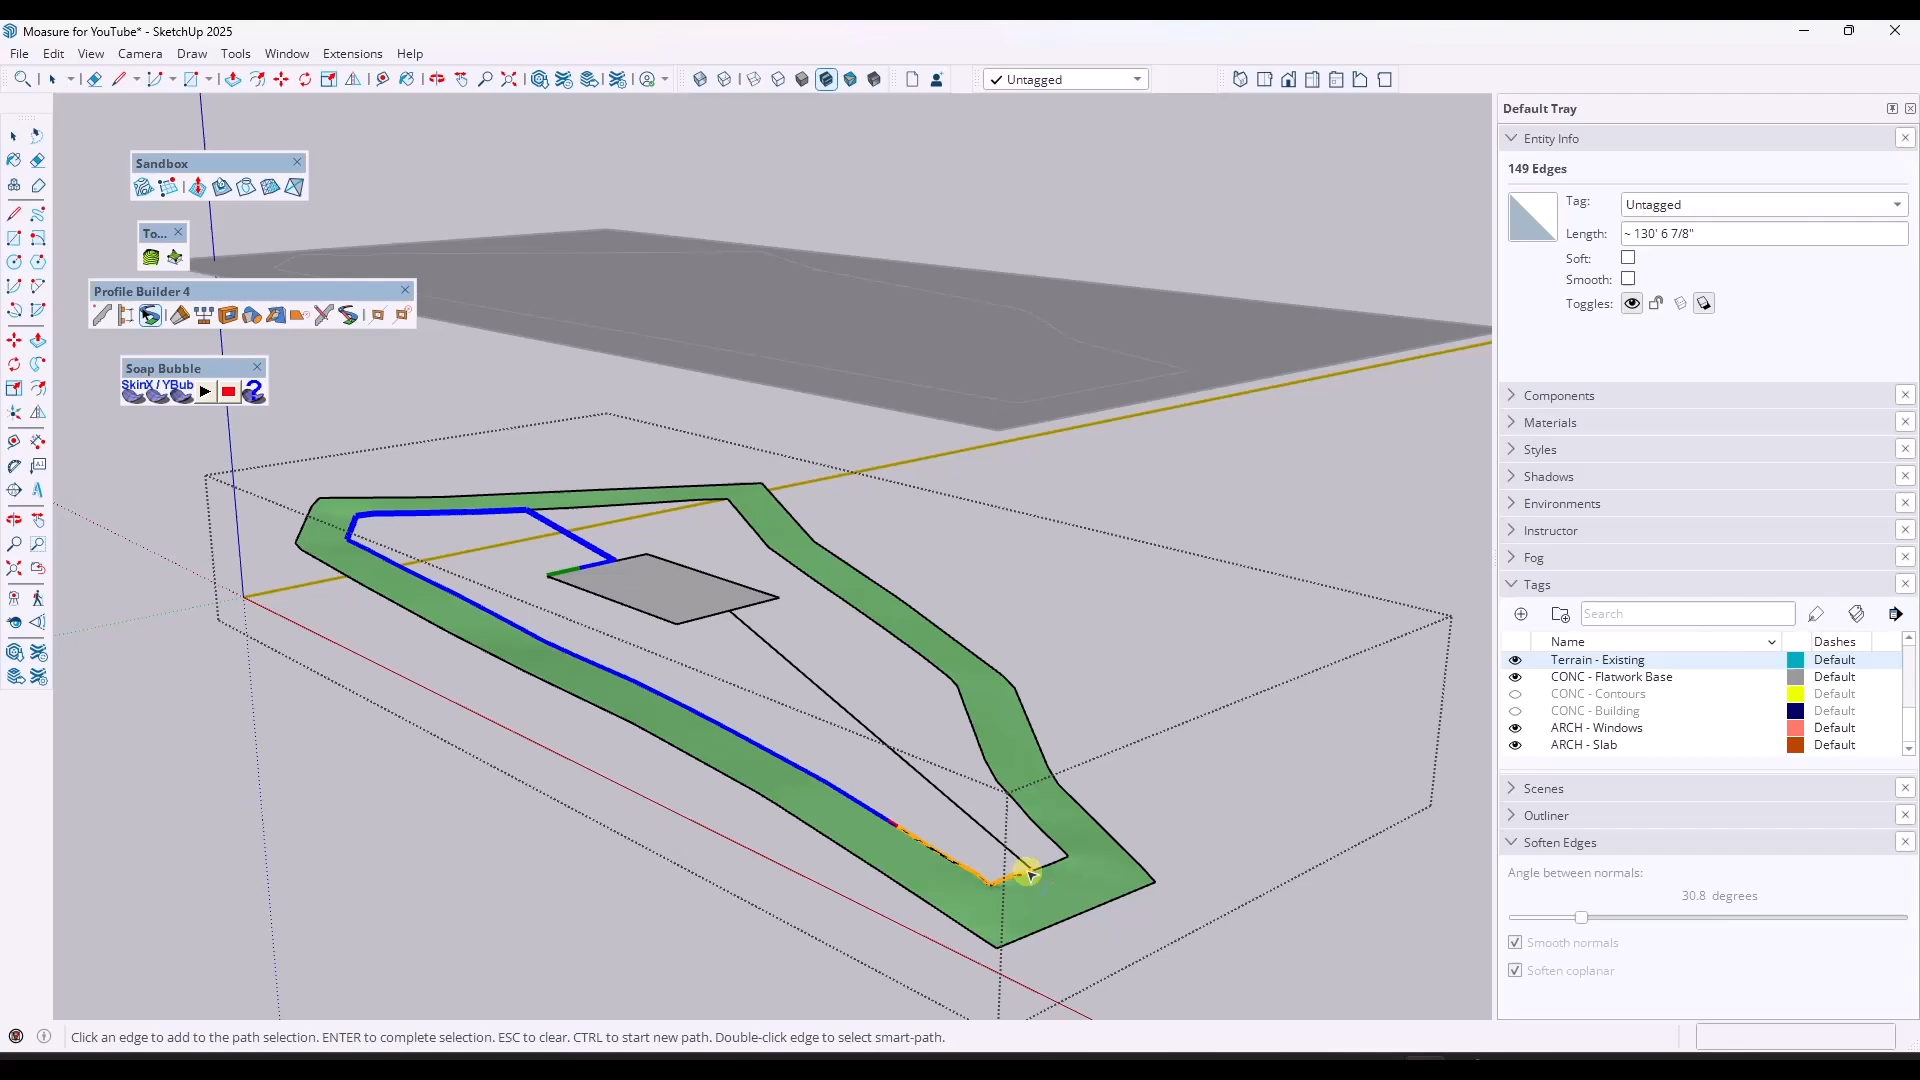 Moasure for YouTube* - SketchUp 2025
File Edit View Camera Draw Tools Window Extensions Help
Untagged
Default Tray
Entity Info
149 Edges
Tag: Untagged
Length: ~ 130' 6 7/8"
Soft:
Smooth:
Toggles:
Sandbox
To...
Profile Builder 4
Soap Bubble
SkinX / YBub
?
Components
Materials
Styles
Shadows
Environments
Instructor
Fog
Tags
Search
Name Dashes
Terrain - Existing Default
CONC - Flatwork Base Default
CONC - Contours Default
CONC - Building Default
ARCH - Windows Default
ARCH - Slab Default
Scenes
Outliner
Soften Edges
Angle between normals:
30.8 degrees
Smooth normals
Soften coplanar
Click an edge to add to the path selection. ENTER to complete selection. ESC to clear. CTRL to start new path. Double-click edge to select smart-path.